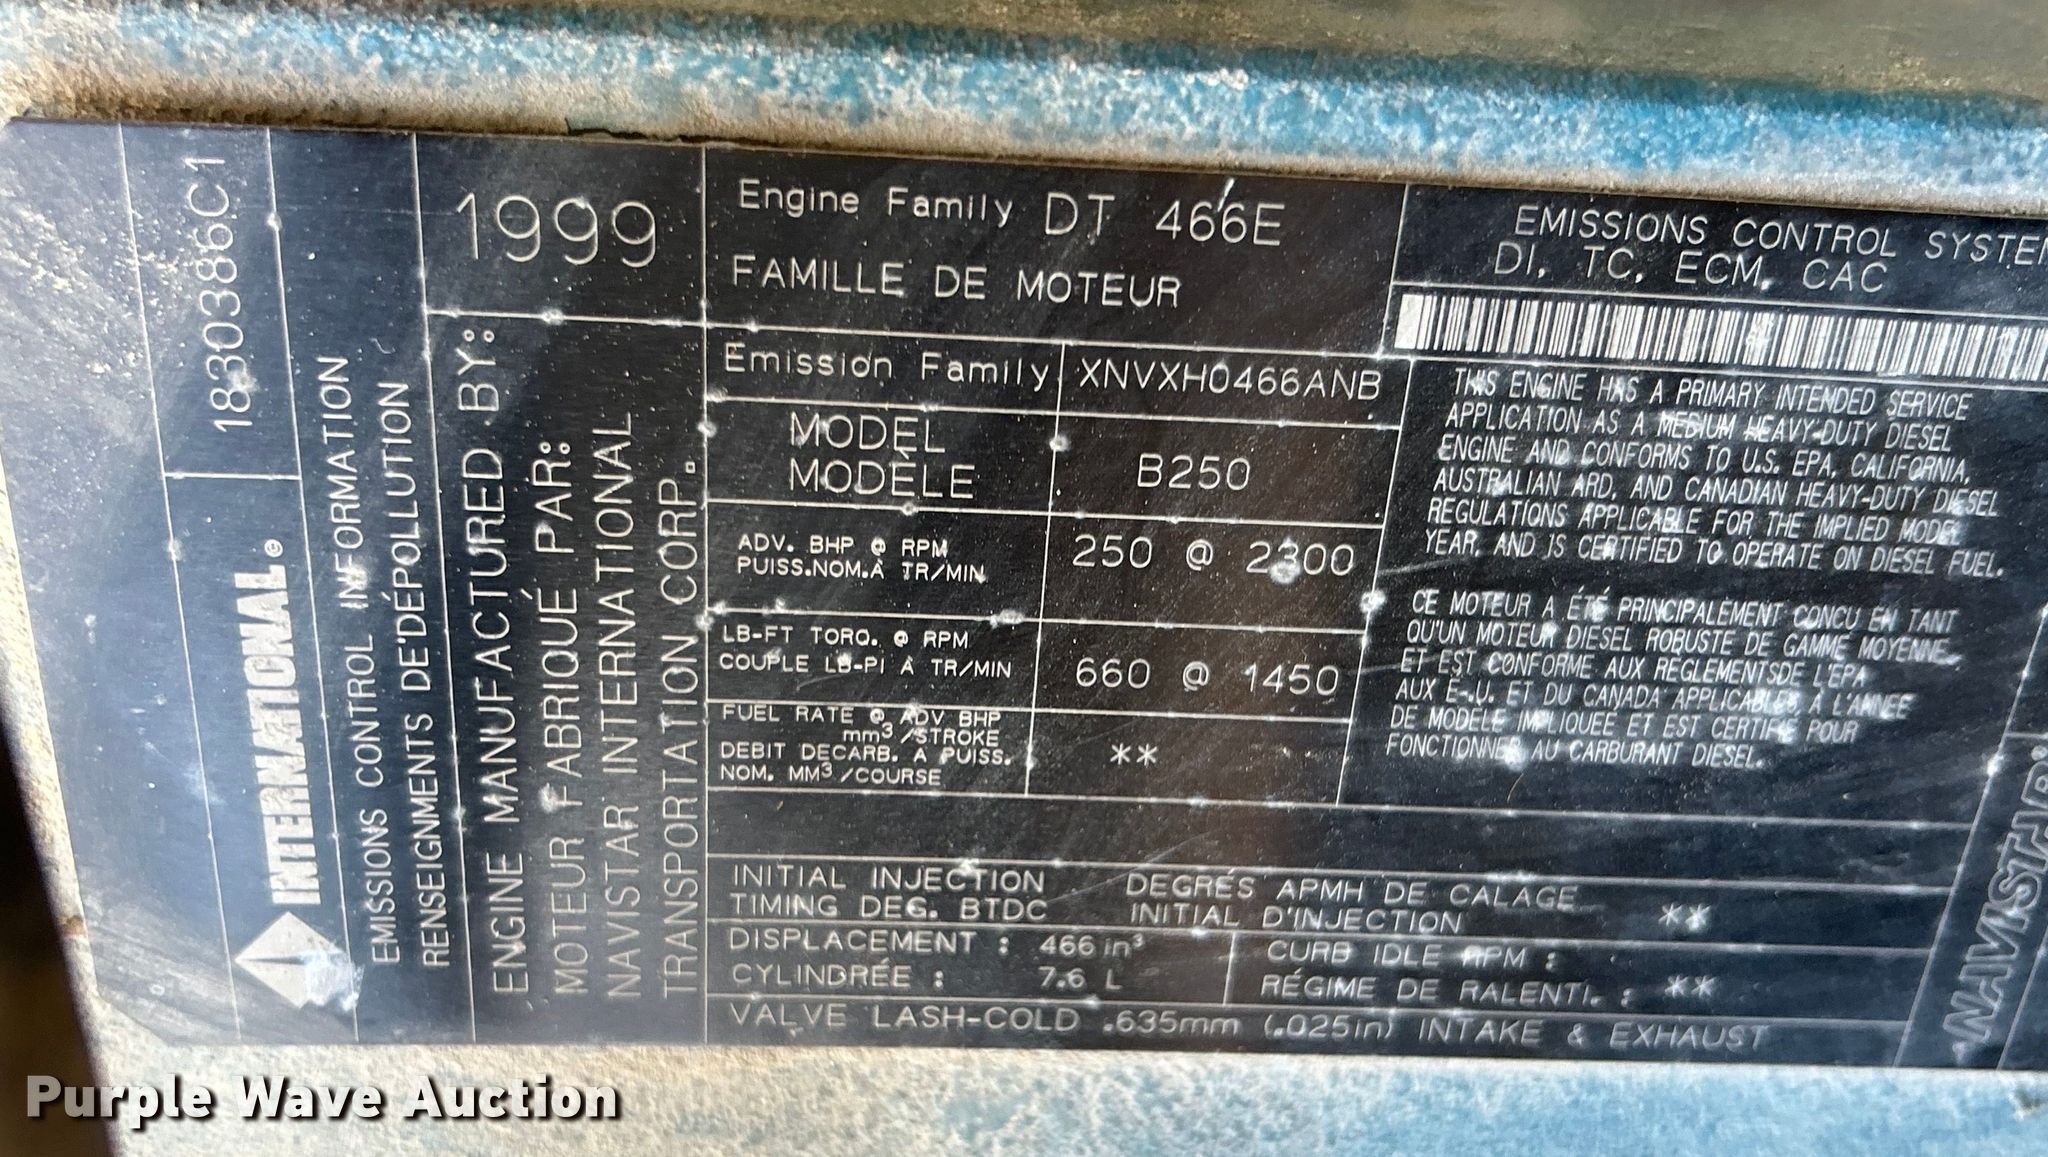 1830386C1
INTERNATIONAL®
EMISSIONS CONTROL INFORMATION
RENSEIGNMENTS DE'DÉPOLLUTION
1999
ENGINE MANUFACTURED BY:
MOTEUR FABRIQUÉ PAR:
NAVISTAR INTERNATIONAL
TRANSPORTATION CORP.
Engine Family DT 466E
FAMILLE DE MOTEUR
Emission Family XNVXH0466ANB
MODEL
MODÈLE
B250
ADV. BHP @ RPM
PUISS.NOM.À TR/MIN
250 @ 2300
LB-FT TORQ. @ RPM
COUPLE LB-PI À TR/MIN
660 @ 1450
FUEL RATE @ ADV BHP
mm³/STROKE
DEBIT DECARB. A PUISS.
NOM. MM³/COURSE
**
INITIAL INJECTION
TIMING DEG. BTDC
DEGRÉS APMH DE CALAGE
INITIAL D'INJECTION
**
DISPLACEMENT : 466 in³
CYLINDRÉE : 7.6 L
CURB IDLE RPM :
RÉGIME DE RALENTI. : **
VALVE LASH-COLD .635mm (.025in) INTAKE & EXHAUST
EMISSIONS CONTROL SYSTEM
DI, TC, ECM, CAC
THIS ENGINE HAS A PRIMARY INTENDED SERVICE
APPLICATION AS A MEDIUM HEAVY-DUTY DIESEL
ENGINE AND CONFORMS TO U.S. EPA, CALIFORNIA,
AUSTRALIAN ARD, AND CANADIAN HEAVY-DUTY DIESEL
REGULATIONS APPLICABLE FOR THE IMPLIED MODEL
YEAR, AND IS CERTIFIED TO OPERATE ON DIESEL FUEL.
CE MOTEUR A ÉTÉ PRINCIPALEMENT CONCU EN TANT
QU'UN MOTEUR DIESEL ROBUSTE DE GAMME MOYENNE
ET EST CONFORME AUX REGLEMENTSDE L'EPA
AUX E.-U. ET DU CANADA APPLICABLES À L'ANNEE
DE MODELE IMPLIQUEE ET EST CERTIFIE POUR
FONCTIONNER AU CARBURANT DIESEL.
NAVISTAR®
Purple Wave Auction